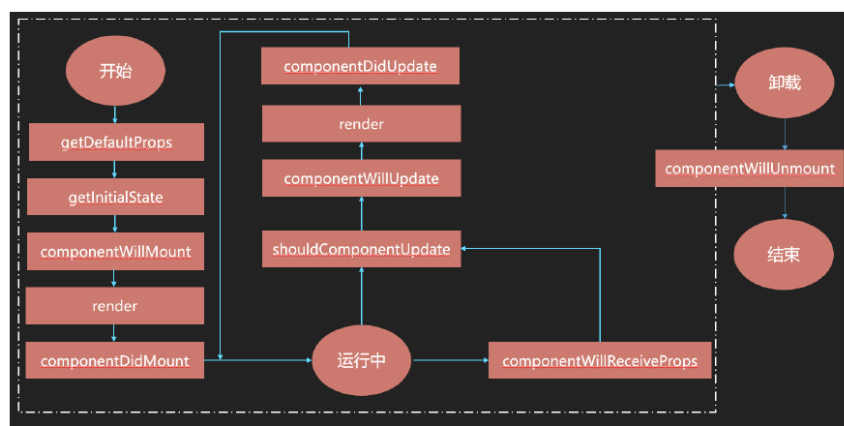 开始
getDefaultProps
getInitialState
componentWillMount
render
componentDidMount
componentDidUpdate
render
componentWillUpdate
shouldComponentUpdate
运行中
componentWillReceiveProps
卸载
componentWillUnmount
结束